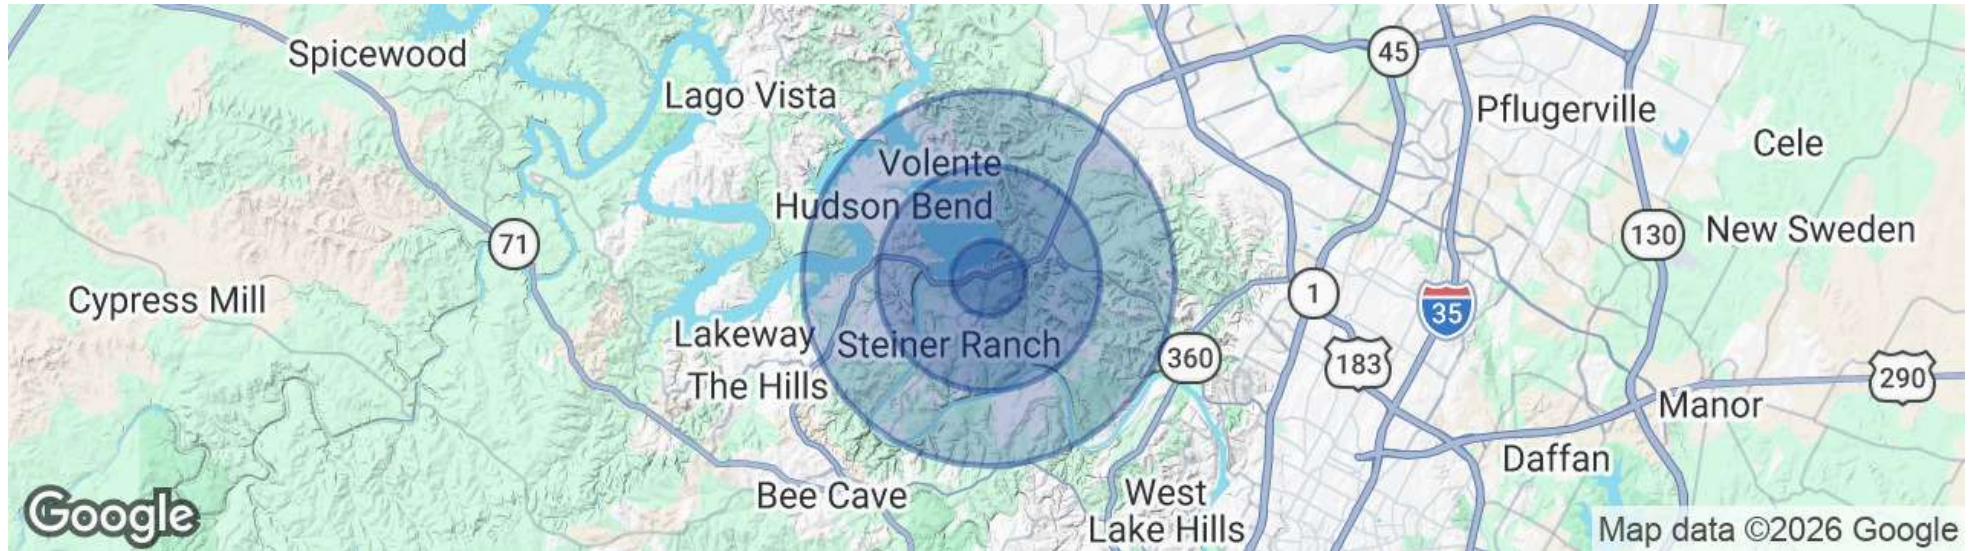 Spicewood
45
Lago Vista
Pflugerville
Cele
Volente
Hudson Bend
130
New Sweden
71
Cypress Mill
1
35
Lakeway
Steiner Ranch
360
183
The Hills
290
Manor
Daffan
Bee Cave
West
Lake Hills
Google
Map data ©2026 Google